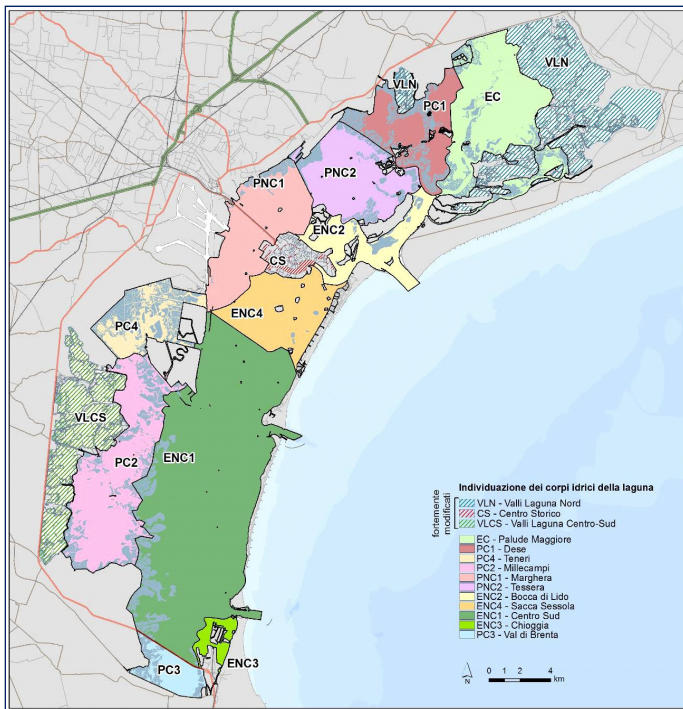 VLN
VLN
EC
PC1
PNC2
PNC1
ENC2
CS
ENC4
PC4
VLCS
PC2
ENC1
ENC3
PC3
Individuazione dei corpi idrici della laguna
fortemente modificati
VLN - Valli Laguna Nord
CS - Centro Storico
VLCS - Valli Laguna Centro-Sud
EC - Palude Maggiore
PC1 - Dese
PC4 - Teneri
PC2 - Millecampi
PNC1 - Marghera
PNC2 - Tessera
ENC2 - Bocca di Lido
ENC4 - Sacca Sessola
ENC1 - Centro Sud
ENC3 - Chioggia
PC3 - Val di Brenta
N
0 1 2 4
km